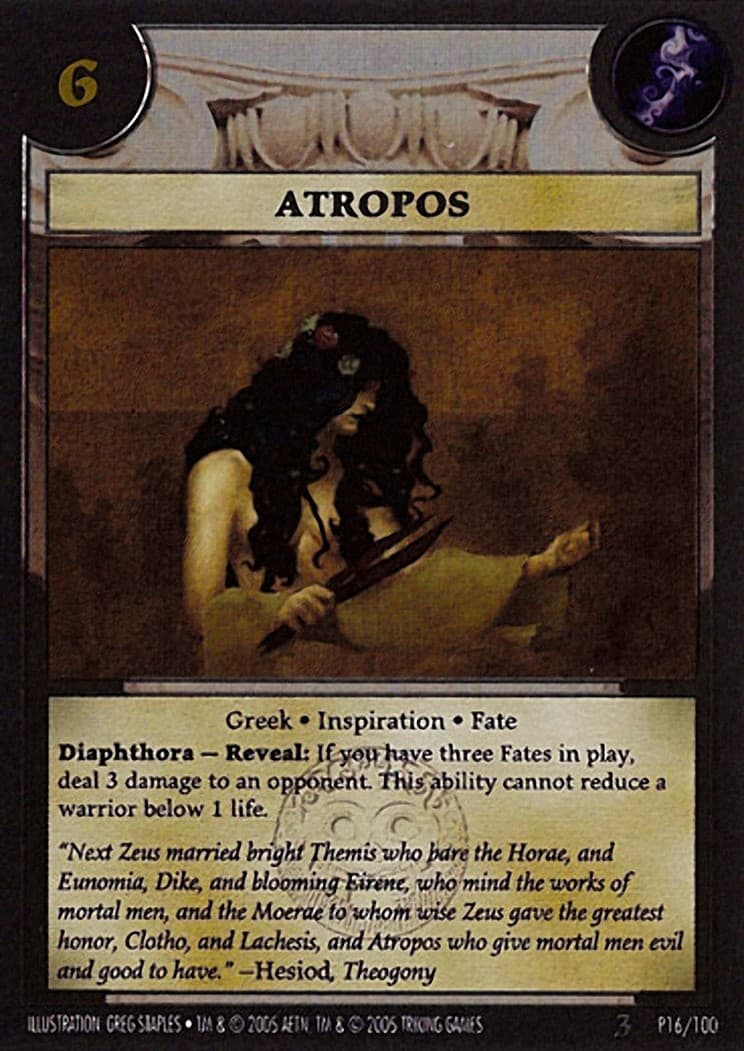 6
ATROPOS
Greek • Inspiration • Fate
Diaphthora – Reveal: If you have three Fates in play,
deal 3 damage to an opponent. This ability cannot reduce a
warrior below 1 life.
“Next Zeus married bright Themis who bare the Horae, and
Eunomia, Dike, and blooming Eirene, who mind the works of
mortal men, and the Moerae to whom wise Zeus gave the greatest
honor, Clotho, and Lachesis, and Atropos who give mortal men evil
and good to have.” –Hesiod, Theogony
ILLUSTRATION GREG STAPLES • TM & © 2005 AETN, TM & © 2005 TRIKING GAMES 3 P16/100